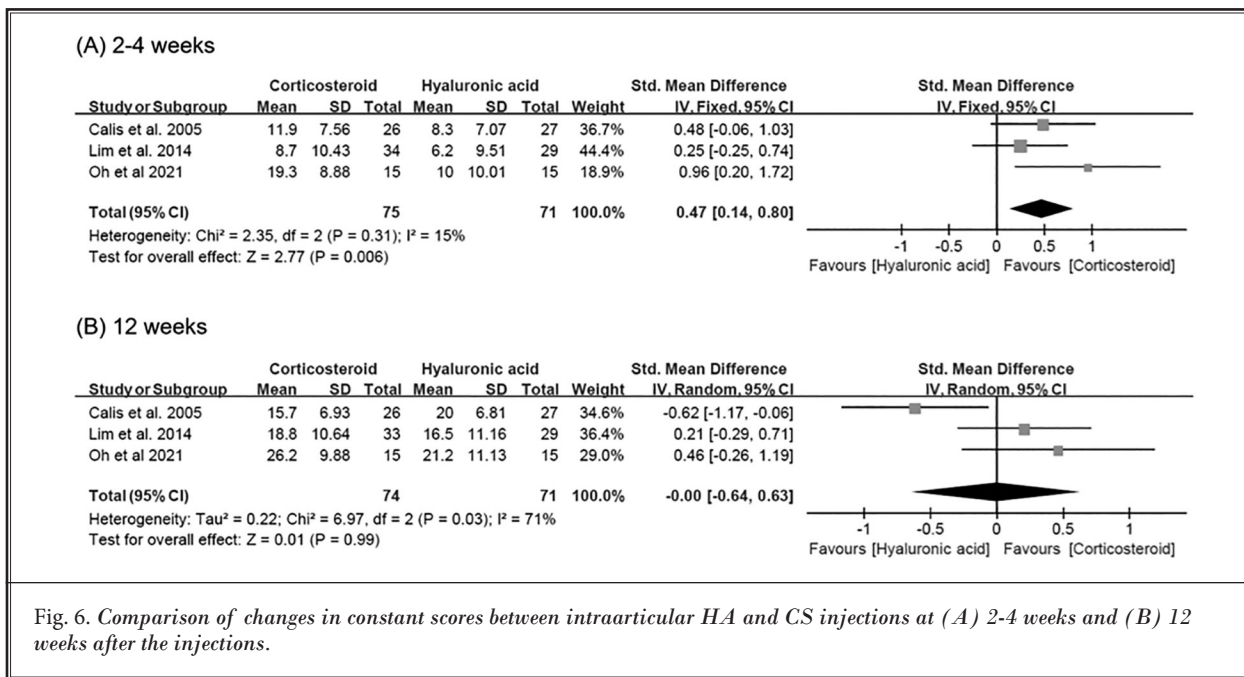 (A) 2-4 weeks
Corticosteroid Hyaluronic acid Std. Mean Difference Std. Mean Difference
Study or Subgroup Mean SD Total Mean SD Total Weight IV, Fixed, 95% CI IV, Fixed, 95% CI
Calis et al. 2005 11.9 7.56 26 8.3 7.07 27 36.7% 0.48 [-0.06, 1.03]
Lim et al. 2014 8.7 10.43 34 6.2 9.51 29 44.4% 0.25 [-0.25, 0.74]
Oh et al 2021 19.3 8.88 15 10 10.01 15 18.9% 0.96 [0.20, 1.72]
Total (95% CI) 75 71 100.0% 0.47 [0.14, 0.80]
Heterogeneity: Chi² = 2.35, df = 2 (P = 0.31); I² = 15%
Test for overall effect: Z = 2.77 (P = 0.006)
-1 -0.5 0 0.5 1
Favours [Hyaluronic acid] Favours [Corticosteroid]
(B) 12 weeks
Corticosteroid Hyaluronic acid Std. Mean Difference Std. Mean Difference
Study or Subgroup Mean SD Total Mean SD Total Weight IV, Random, 95% CI IV, Random, 95% CI
Calis et al. 2005 15.7 6.93 26 20 6.81 27 34.6% -0.62 [-1.17, -0.06]
Lim et al. 2014 18.8 10.64 33 16.5 11.16 29 36.4% 0.21 [-0.29, 0.71]
Oh et al 2021 26.2 9.88 15 21.2 11.13 15 29.0% 0.46 [-0.26, 1.19]
Total (95% CI) 74 71 100.0% -0.00 [-0.64, 0.63]
Heterogeneity: Tau² = 0.22; Chi² = 6.97, df = 2 (P = 0.03); I² = 71%
Test for overall effect: Z = 0.01 (P = 0.99)
-1 -0.5 0 0.5 1
Favours [Hyaluronic acid] Favours [Corticosteroid]
Fig. 6. Comparison of changes in constant scores between intraarticular HA and CS injections at (A) 2-4 weeks and (B) 12
weeks after the injections.